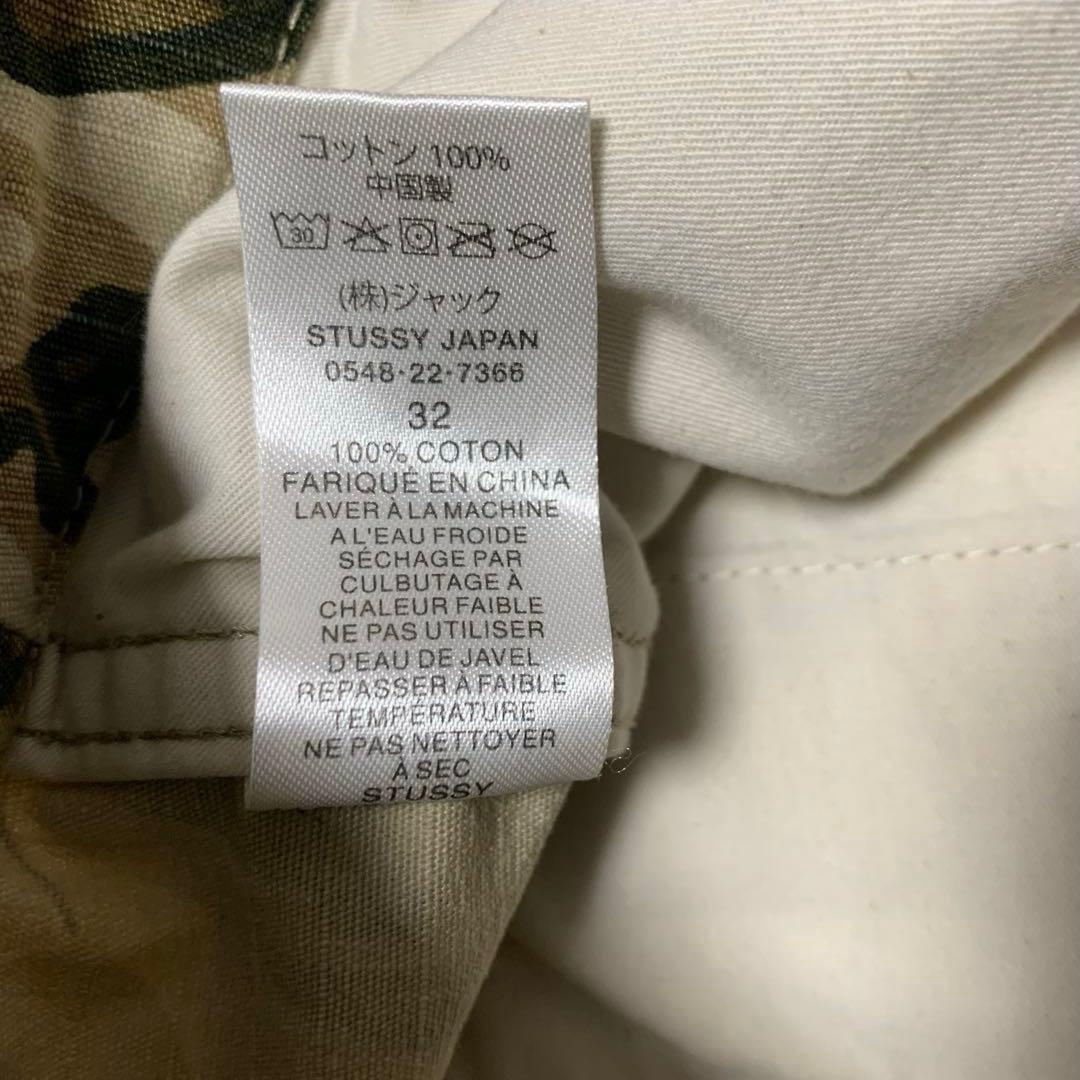 コットン 100%
中国製
30
(株)ジャック
STUSSY JAPAN
0548・22・7366
32
100% COTON
FARIQUÉ EN CHINA
LAVER À LA MACHINE
A L'EAU FROIDE
SÉCHAGE PAR
CULBUTAGE À
CHALEUR FAIBLE
NE PAS UTILISER
D'EAU DE JAVEL
REPASSER À FAIBLE
TEMPÉRATURE
NE PAS NETTOYER
À SEC
STUSSY